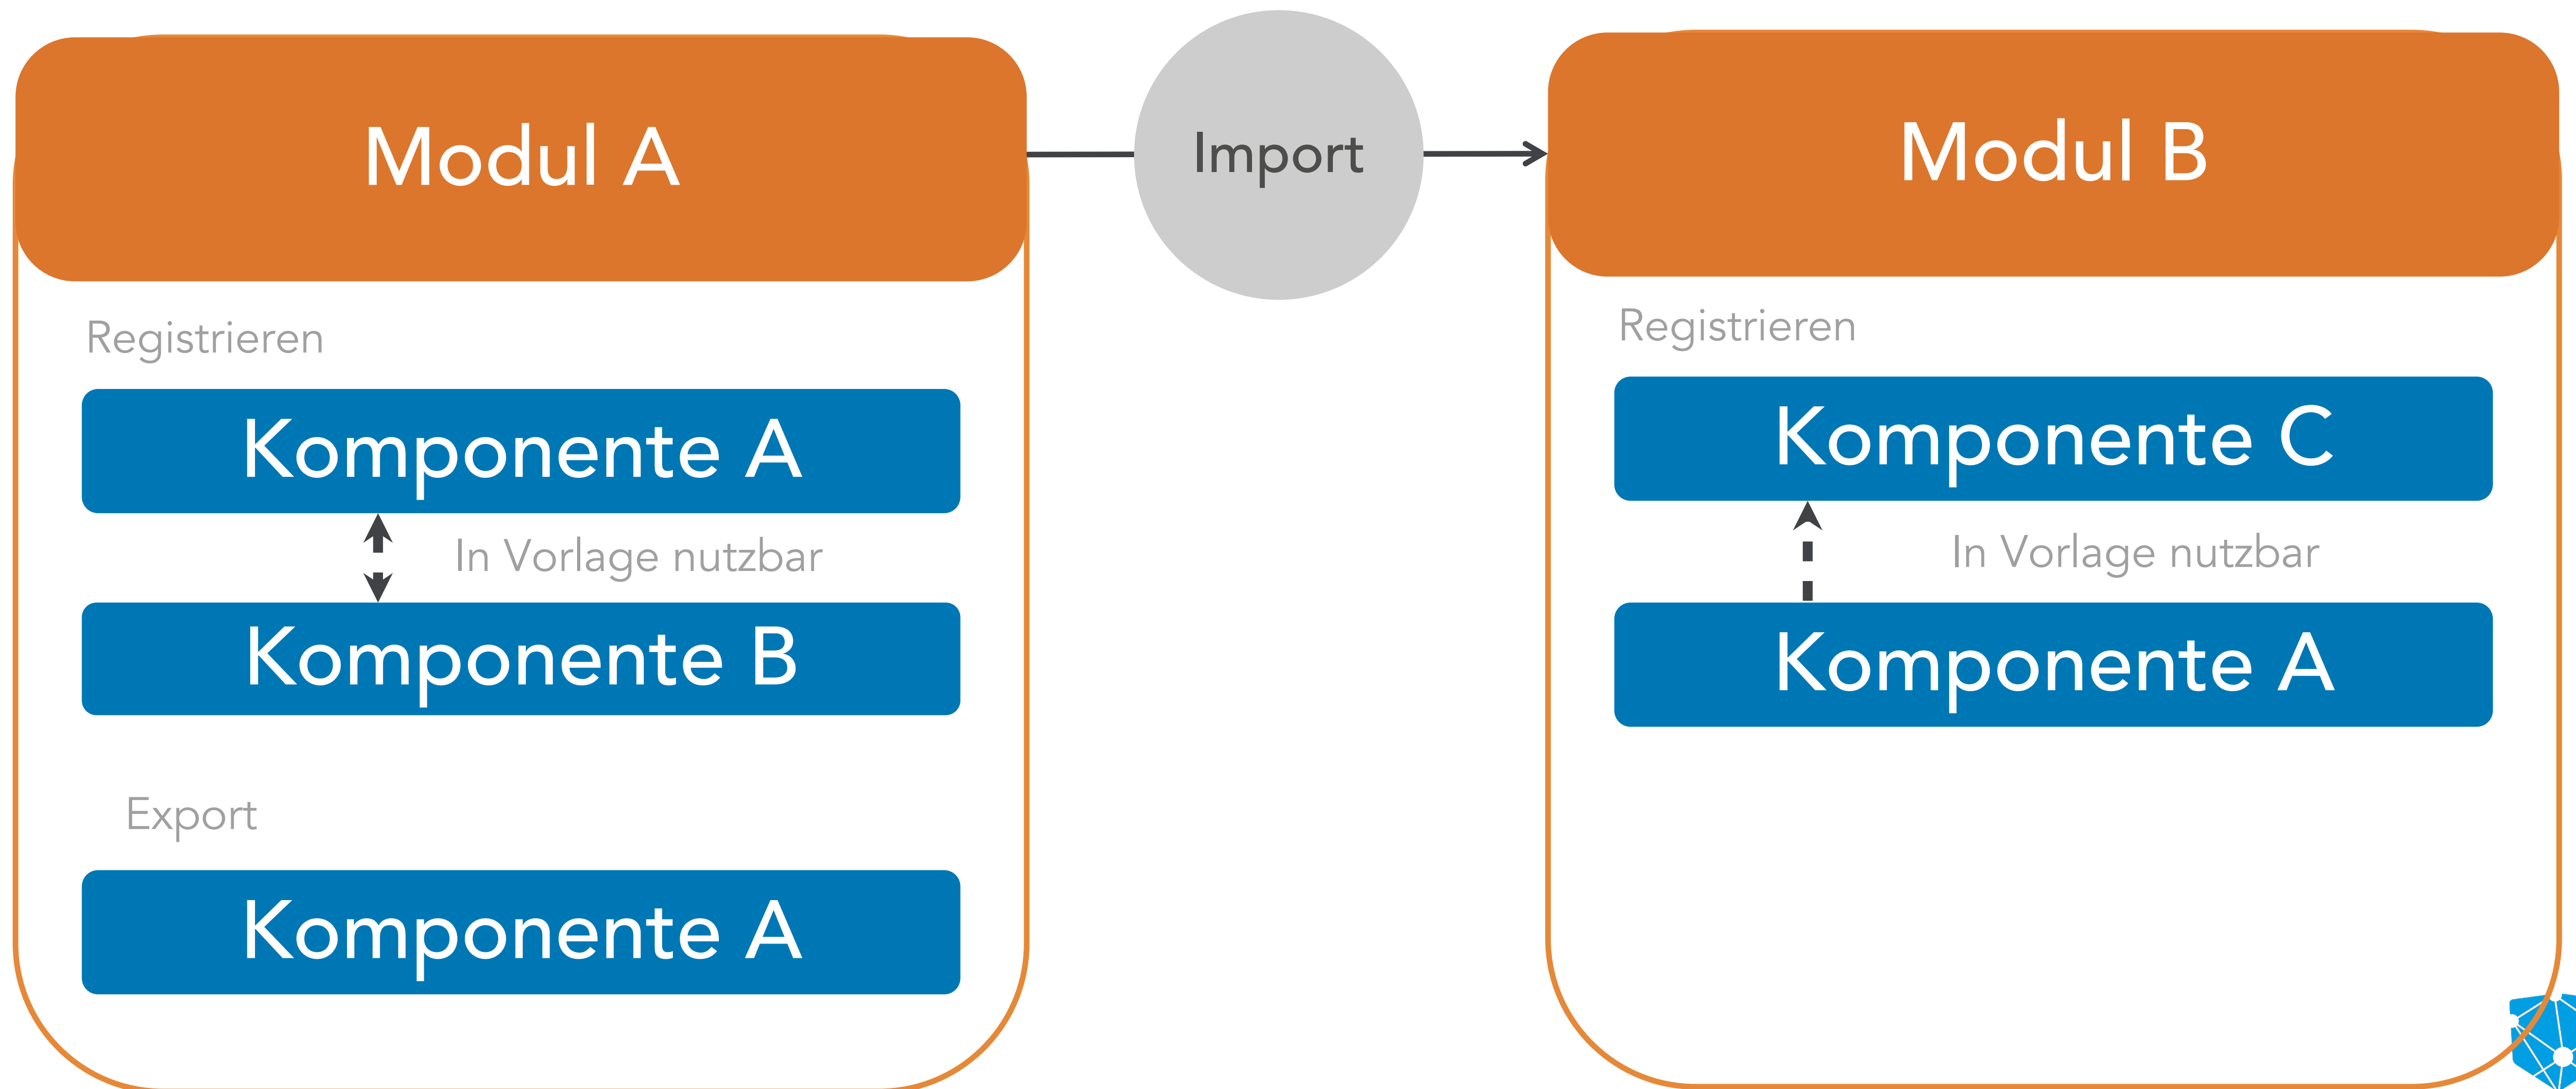 Modul A
Registrieren
Komponente A
In Vorlage nutzbar
Komponente B
Export
Komponente A
Import
Modul B
Registrieren
Komponente C
In Vorlage nutzbar
Komponente A